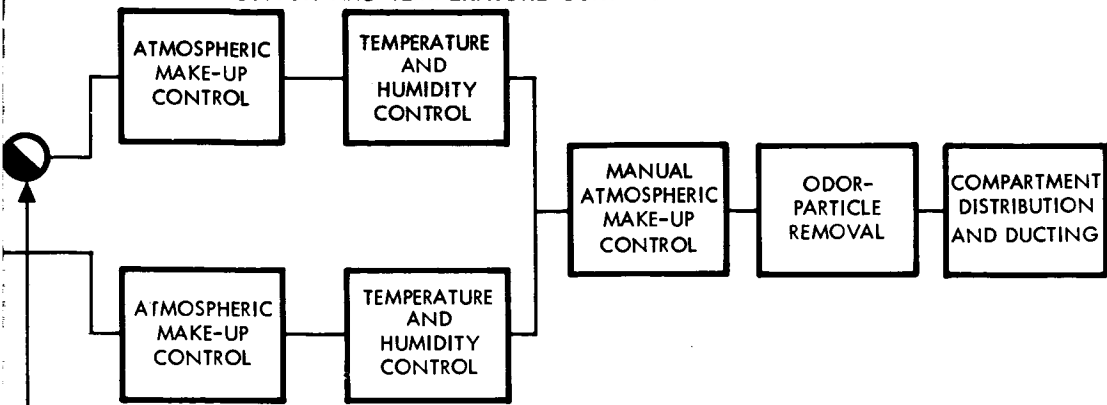 ATMOSPHERIC
MAKE-UP
CONTROL
TEMPERATURE
AND
HUMIDITY
CONTROL
MANUAL
ATMOSPHERIC
MAKE-UP
CONTROL
ODOR-
PARTICLE
REMOVAL
COMPARTMENT
DISTRIBUTION
AND DUCTING
ATMOSPHERIC
MAKE-UP
CONTROL
TEMPERATURE
AND
HUMIDITY
CONTROL